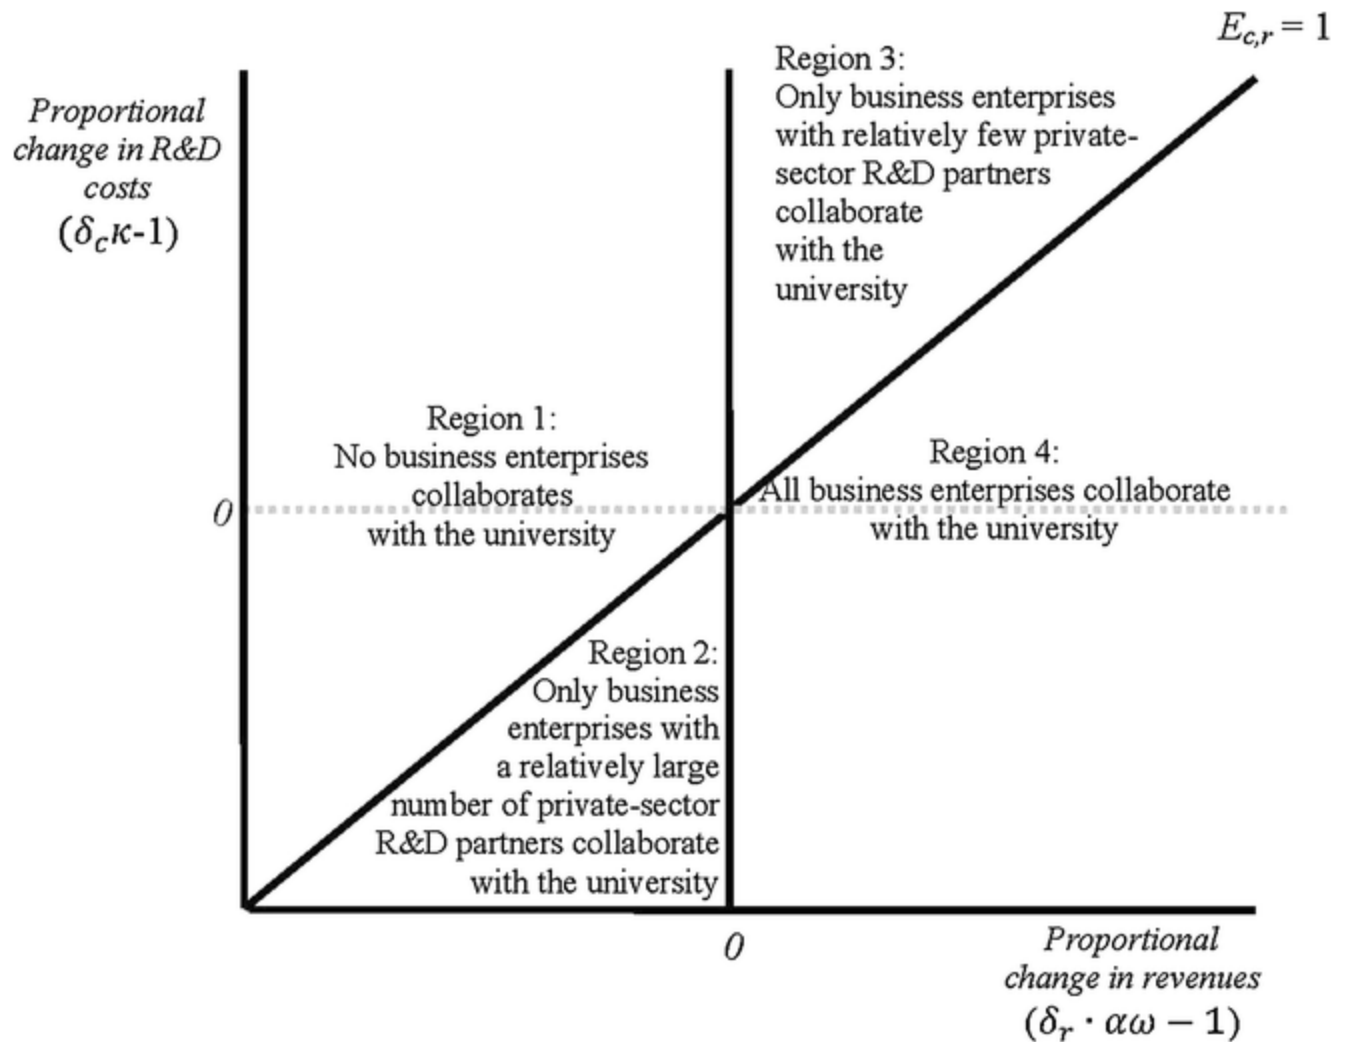 E_{c,r} = 1
Proportional
change in R&D
costs
(δ_cκ-1)
Region 3:
Only business enterprises
with relatively few private-
sector R&D partners
collaborate
with the
university
Region 1:
No business enterprises
collaborates
with the university
Region 4:
All business enterprises collaborate
with the university
0
Region 2:
Only business
enterprises with
a relatively large
number of private-sector
R&D partners collaborate
with the university
0
Proportional
change in revenues
(δ_r · αω − 1)